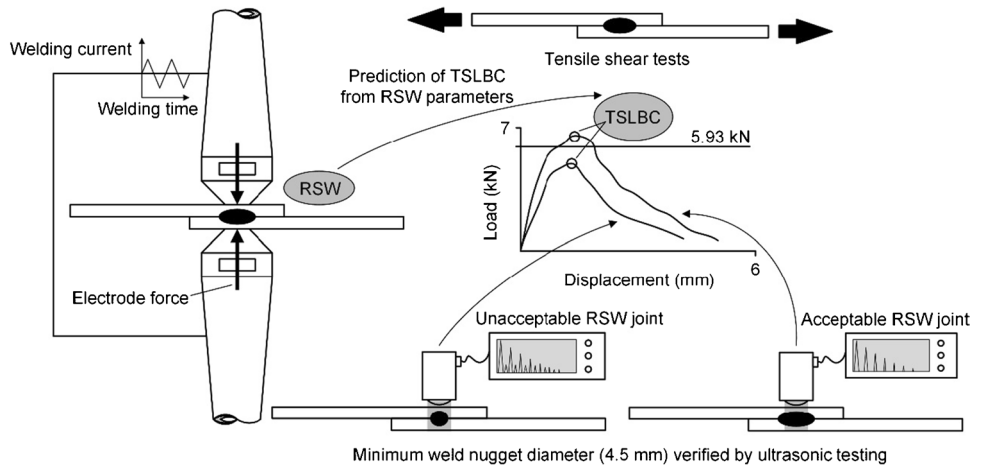 Welding current
Welding time
Electrode force
RSW
Prediction of TSLBC
from RSW parameters
Tensile shear tests
TSLBC
7
5.93 kN
Load (kN)
Displacement (mm)
6
Unacceptable RSW joint
Acceptable RSW joint
Minimum weld nugget diameter (4.5 mm) verified by ultrasonic testing